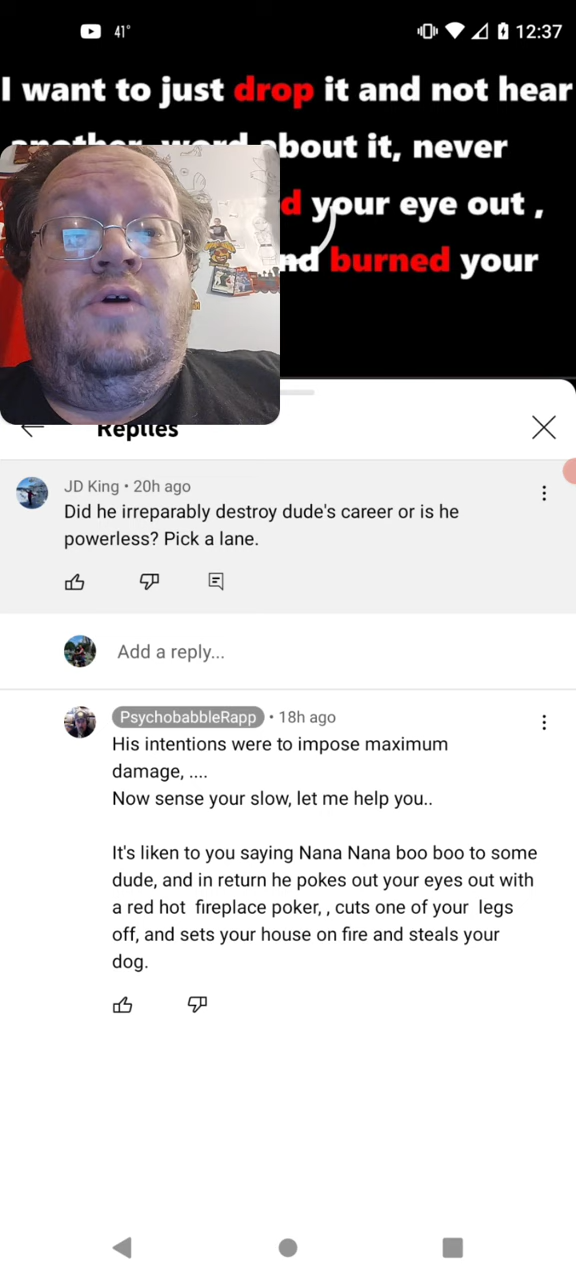 41°
12:37
I want to just drop it and not hear
another word about it, never
d your eye out ,
nd burned your
Replies
JD King • 20h ago
Did he irreparably destroy dude's career or is he
powerless? Pick a lane.
Add a reply...
PsychobabbleRapp • 18h ago
His intentions were to impose maximum
damage, ....
Now sense your slow, let me help you..
It's liken to you saying Nana Nana boo boo to some
dude, and in return he pokes out your eyes out with
a red hot  fireplace poker, , cuts one of your  legs
off, and sets your house on fire and steals your
dog.